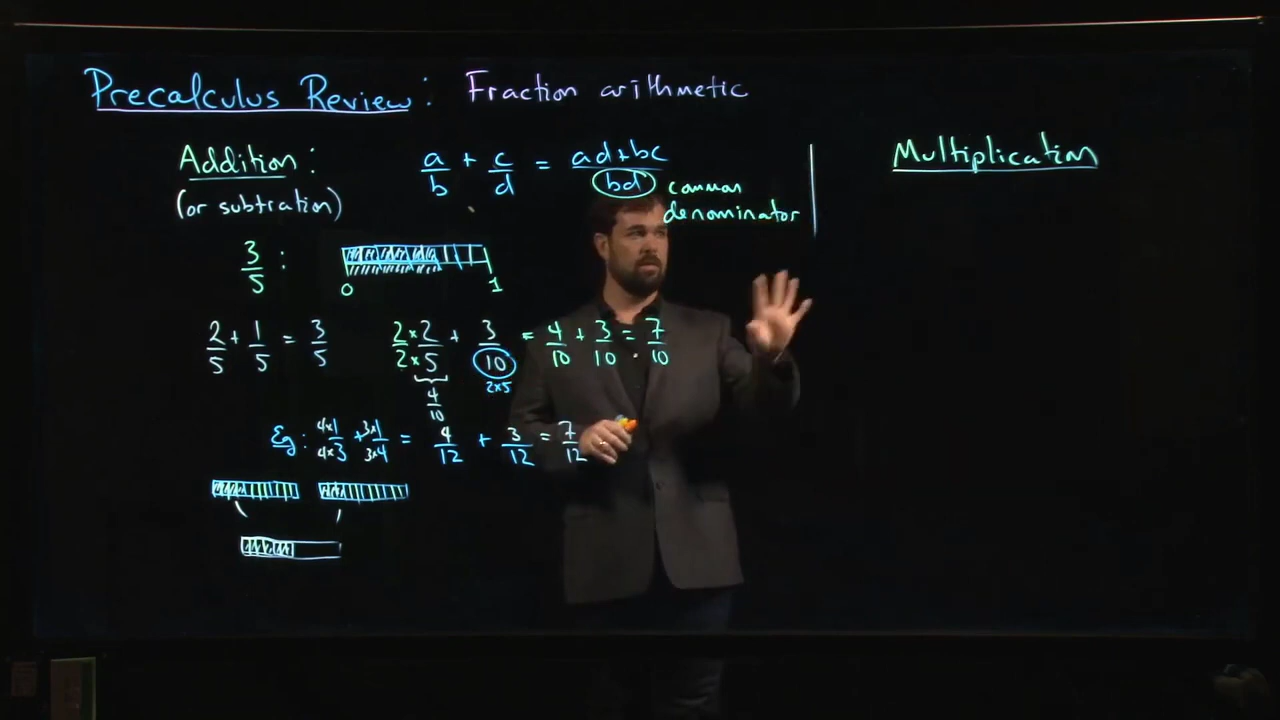 Precalculus Review: Fraction arithmetic
Addition:
(or subtration)
a/b + c/d = ad+bc/bd
common
denominator
3/5 :
0 1
2/5 + 1/5 = 3/5
2×2/2×5 + 3/10 = 4/10 + 3/10 = 7/10
2×5
4/10
Eg: 4×1/4×3 + 3×1/3×4 = 4/12 + 3/12 = 7/12
Multiplication